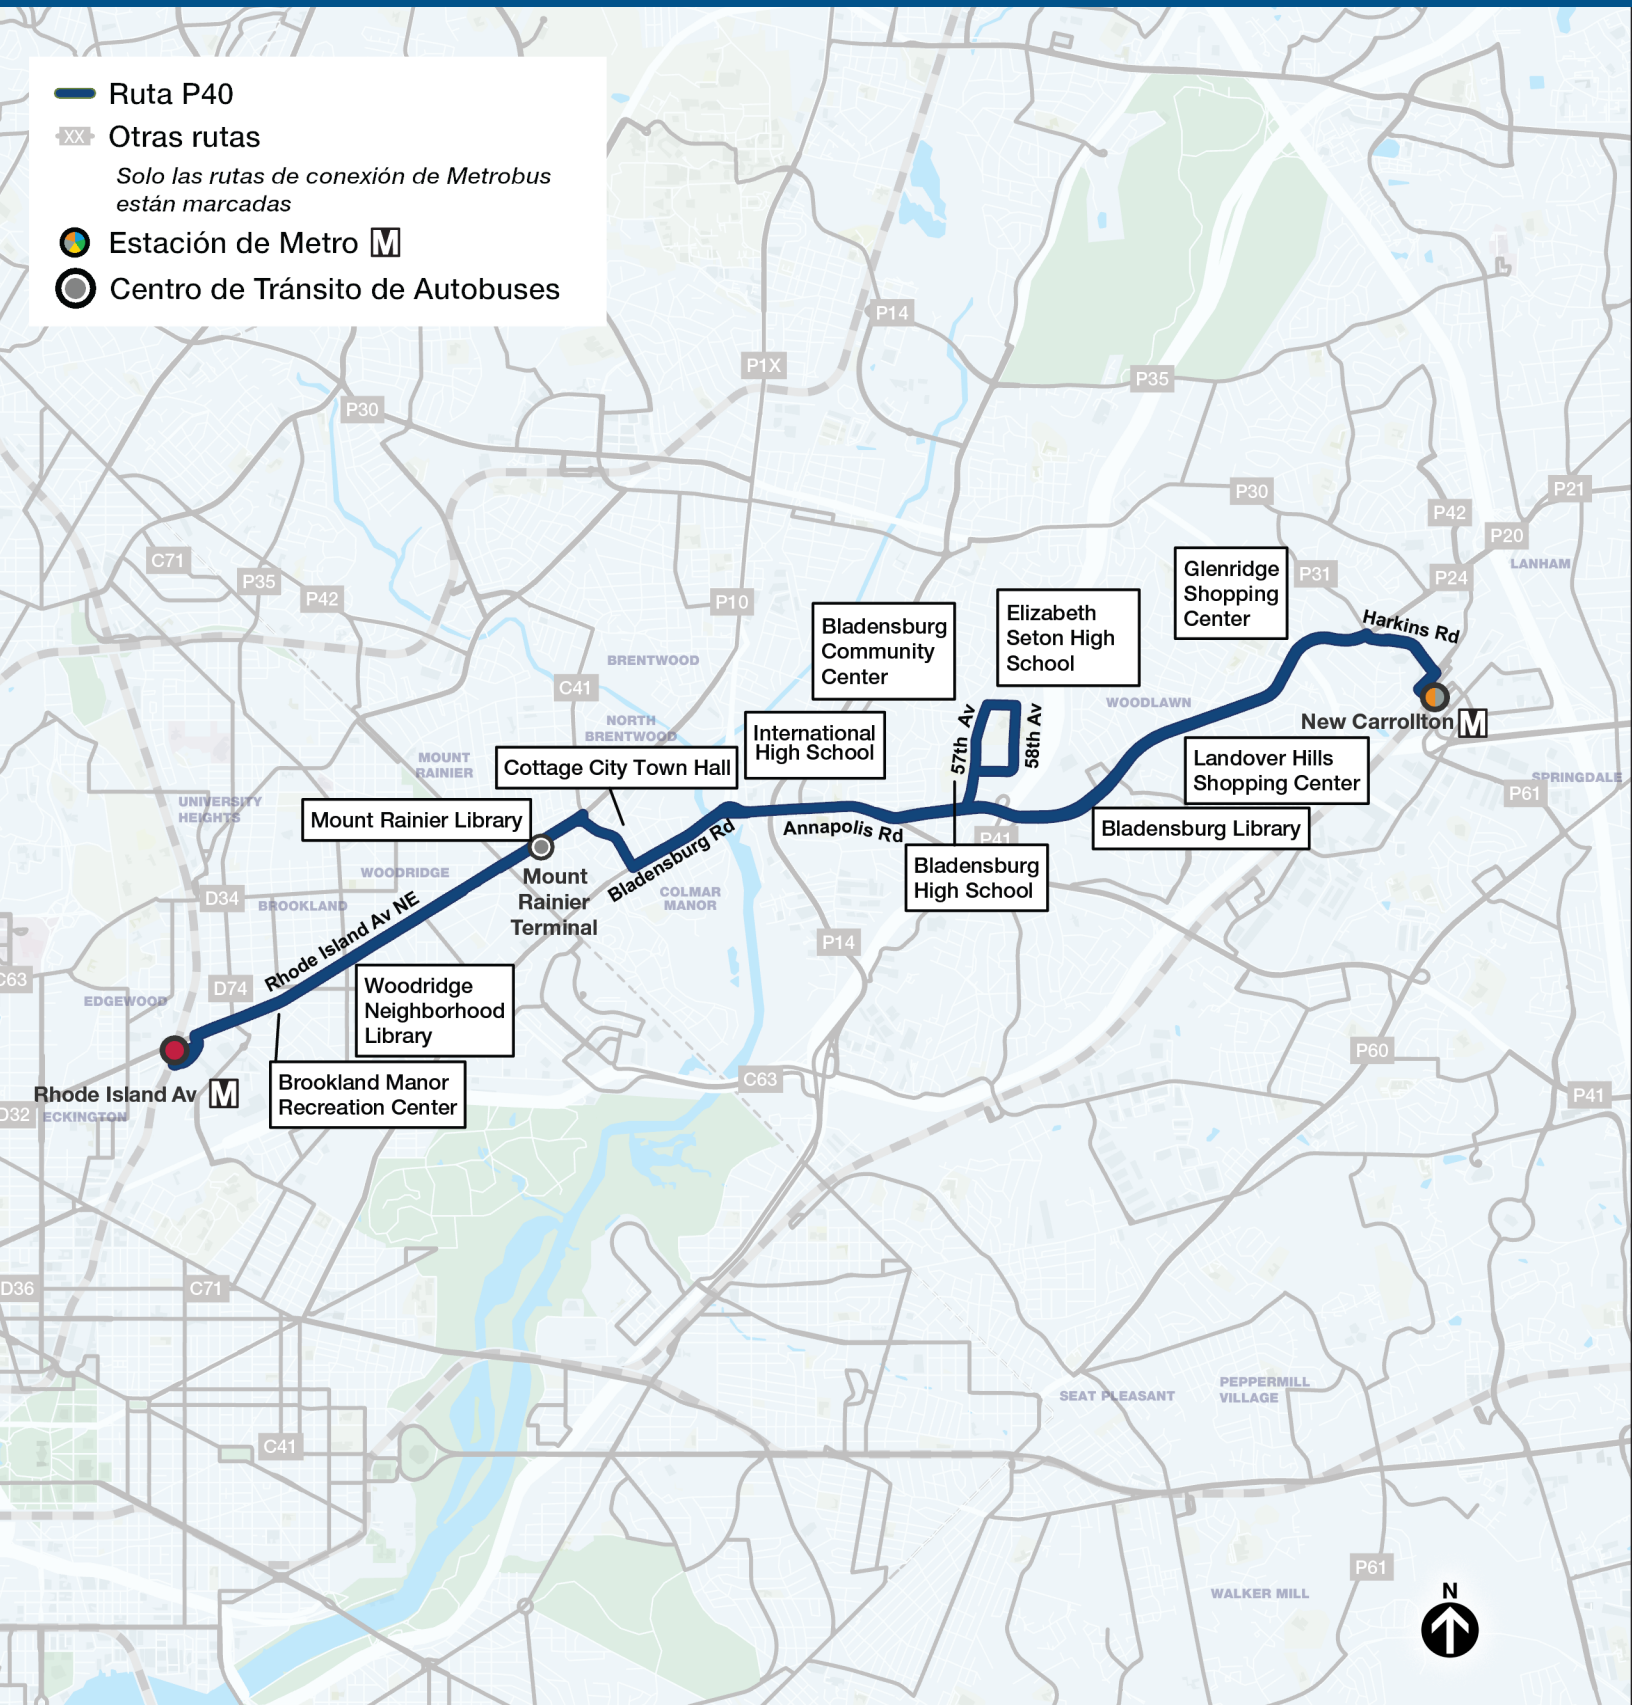 Ruta P40
XX
Otras rutas
Solo las rutas de conexión de Metrobus
están marcadas
Estación de Metro M
Centro de Tránsito de Autobuses
P14
P1X
P35
P30
P30
P21
P42
P20
C71
LANHAM
P35
P42
P31
P24
P10
Glenridge
Shopping
Center
Elizabeth
Seton High
School
Bladensburg
Community
Center
Harkins Rd
BRENTWOOD
C41
WOODLAWN
New Carrollton M
NORTH
BRENTWOOD
International
High School
57th Av
58th Av
MOUNT
RAINIER
Cottage City Town Hall
Landover Hills
Shopping Center
SPRINGDALE
P61
UNIVERSITY
HEIGHTS
Mount Rainier Library
Bladensburg Rd
Annapolis Rd
P41
Bladensburg Library
Bladensburg
High School
Mount
Rainier
Terminal
WOODRIDGE
COLMAR
MANOR
D34
BROOKLAND
Rhode Island Av NE
P14
C63
D74
EDGEWOOD
Woodridge
Neighborhood
Library
P60
Rhode Island Av M
C63
Brookland Manor
Recreation Center
P41
D32
ECKINGTON
D36
C71
SEAT PLEASANT
PEPPERMILL
VILLAGE
C41
P61
WALKER MILL
N